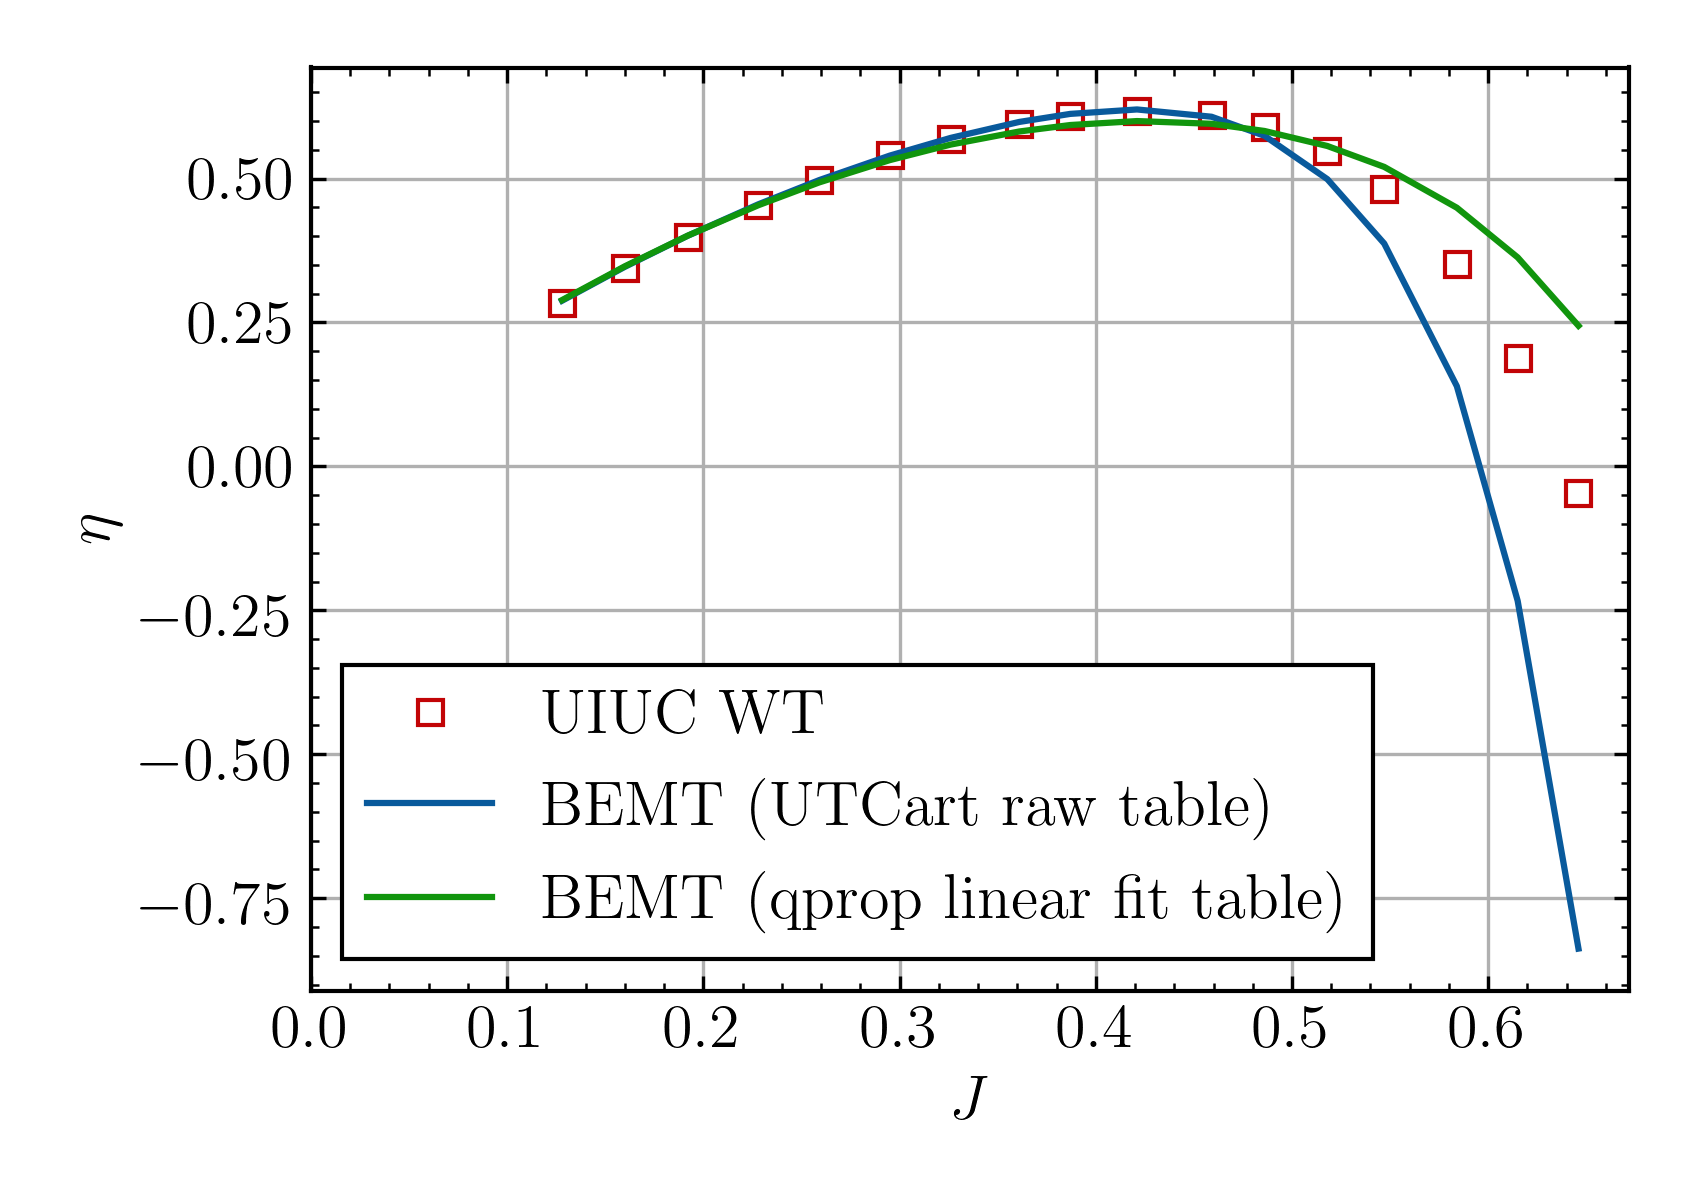 0.50
0.25
0.00
−0.25
−0.50
−0.75
η
UIUC WT
BEMT (UTCart raw table)
BEMT (qprop linear fit table)
0.0 0.1 0.2 0.3 0.4 0.5 0.6
J